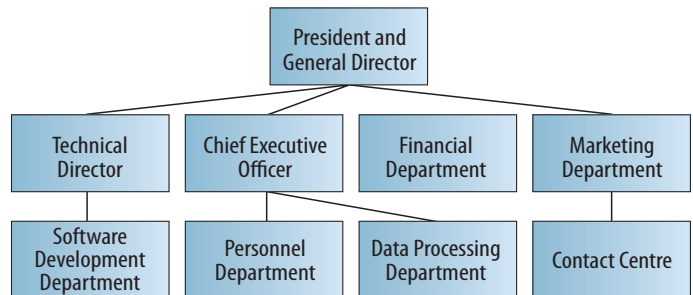 President and
General Director
Technical
Director
Chief Executive
Officer
Financial
Department
Marketing
Department
Software
Development
Department
Personnel
Department
Data Processing
Department
Contact Centre